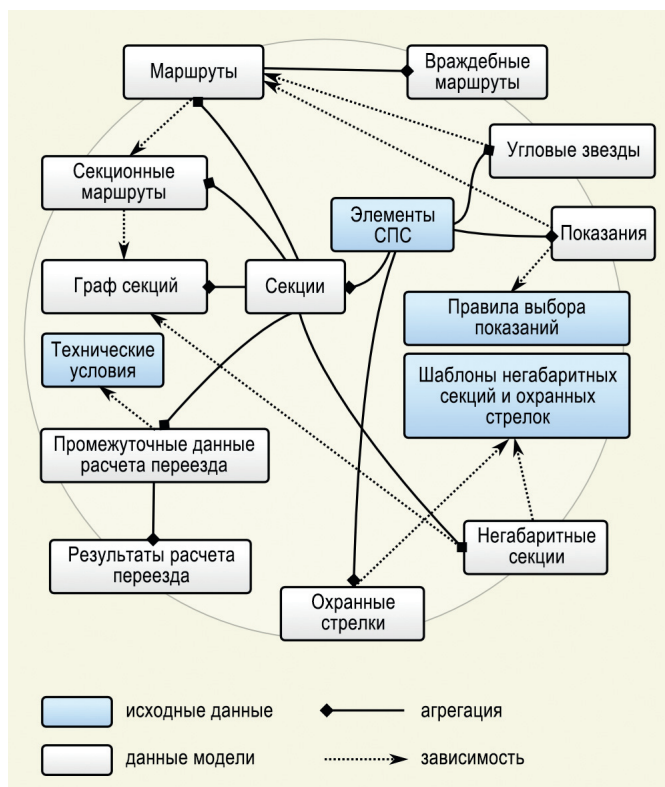 Маршруты
Враждебные
маршруты
Угловые звезды
Секционные
маршруты
Элементы
СПС
Показания
Граф секций
Секции
Правила выбора
показаний
Технические
условия
Шаблоны негабаритных
секций и охранных
стрелок
Промежуточные данные
расчета переезда
Негабаритные
секции
Результаты расчета
переезда
Охранные
стрелки
исходные данные
агрегация
данные модели
зависимость